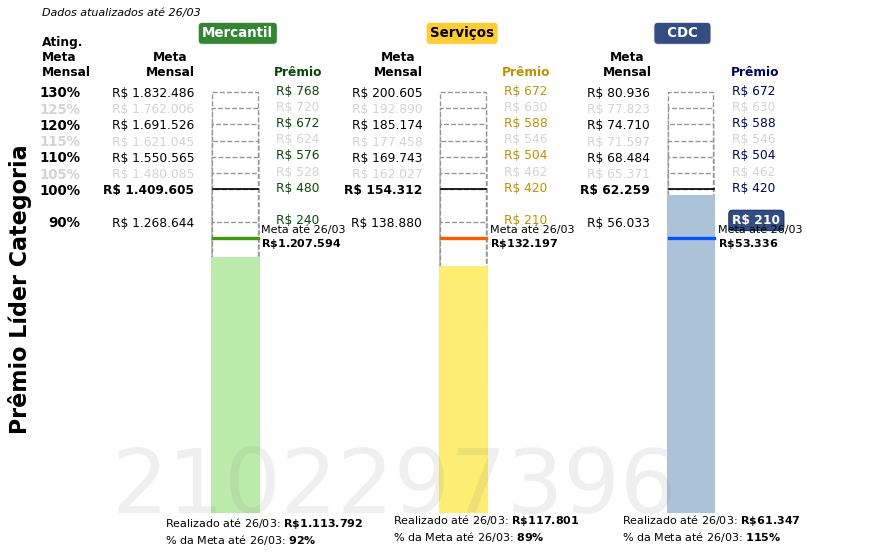 Dados atualizados até 26/03
Mercantil Serviços CDC
Ating. Meta Mensal Meta Mensal Prêmio Meta Mensal Prêmio Meta Mensal Prêmio
130% R$ 1.832.486 R$ 768 R$ 200.605 R$ 672 R$ 80.936 R$ 672
125% R$ 1.762.006 R$ 720 R$ 192.890 R$ 630 R$ 77.823 R$ 630
120% R$ 1.691.526 R$ 672 R$ 185.174 R$ 588 R$ 74.710 R$ 588
115% R$ 1.621.045 R$ 624 R$ 177.458 R$ 546 R$ 71.597 R$ 546
110% R$ 1.550.565 R$ 576 R$ 169.743 R$ 504 R$ 68.484 R$ 504
105% R$ 1.480.085 R$ 528 R$ 162.027 R$ 462 R$ 65.371 R$ 462
100% R$ 1.409.605 R$ 480 R$ 154.312 R$ 420 R$ 62.259 R$ 420
90% R$ 1.268.644 R$ 240 R$ 138.880 R$ 210 R$ 56.033 R$ 210
Meta até 26/03 Meta até 26/03 Meta até 26/03
R$1.207.594 R$132.197 R$53.336
Prêmio Líder Categoria
2102297396
Realizado até 26/03: R$1.113.792 Realizado até 26/03: R$117.801 Realizado até 26/03: R$61.347
% da Meta até 26/03: 92% % da Meta até 26/03: 89% % da Meta até 26/03: 115%